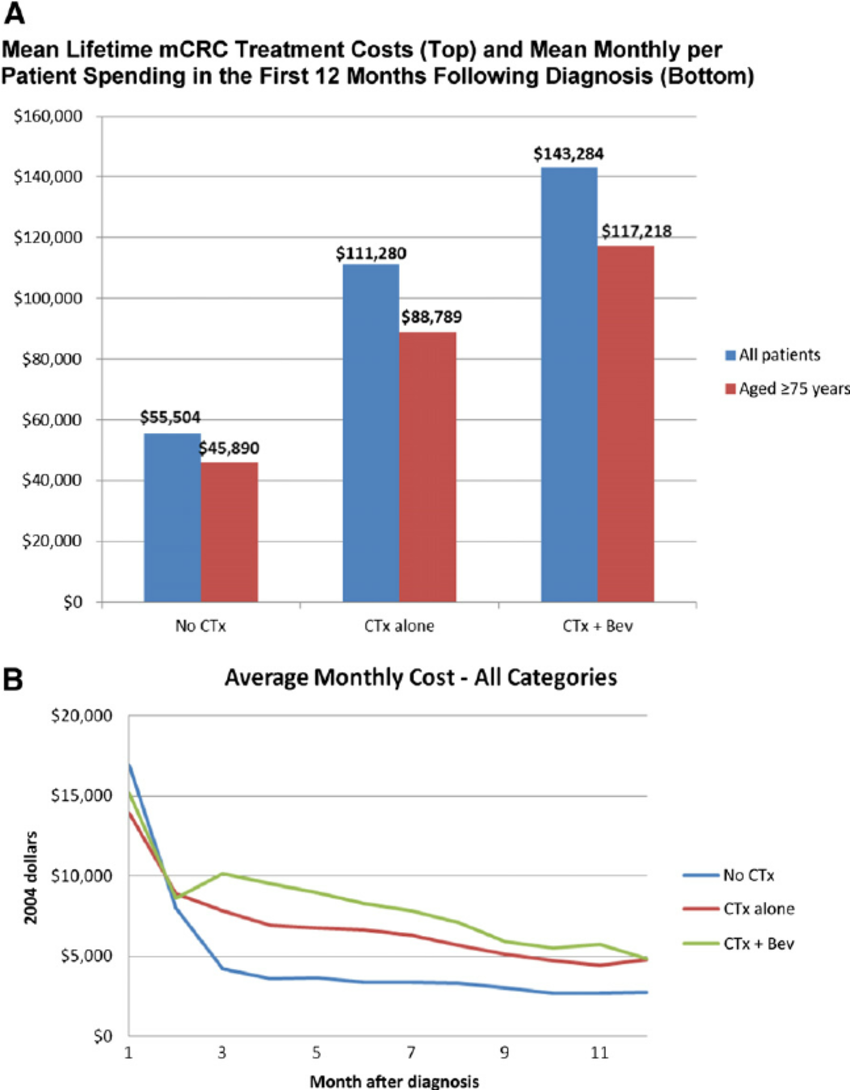 A
Mean Lifetime mCRC Treatment Costs (Top) and Mean Monthly per
Patient Spending in the First 12 Months Following Diagnosis (Bottom)
$160,000
$140,000
$120,000
$100,000
$80,000
$60,000
$40,000
$20,000
$0
$55,504
$45,890
$111,280
$88,789
$143,284
$117,218
No CTx
CTx alone
CTx + Bev
All patients
Aged ≥75 years
B
Average Monthly Cost - All Categories
2004 dollars
$20,000
$15,000
$10,000
$5,000
$0
1 3 5 7 9 11
Month after diagnosis
No CTx
CTx alone
CTx + Bev